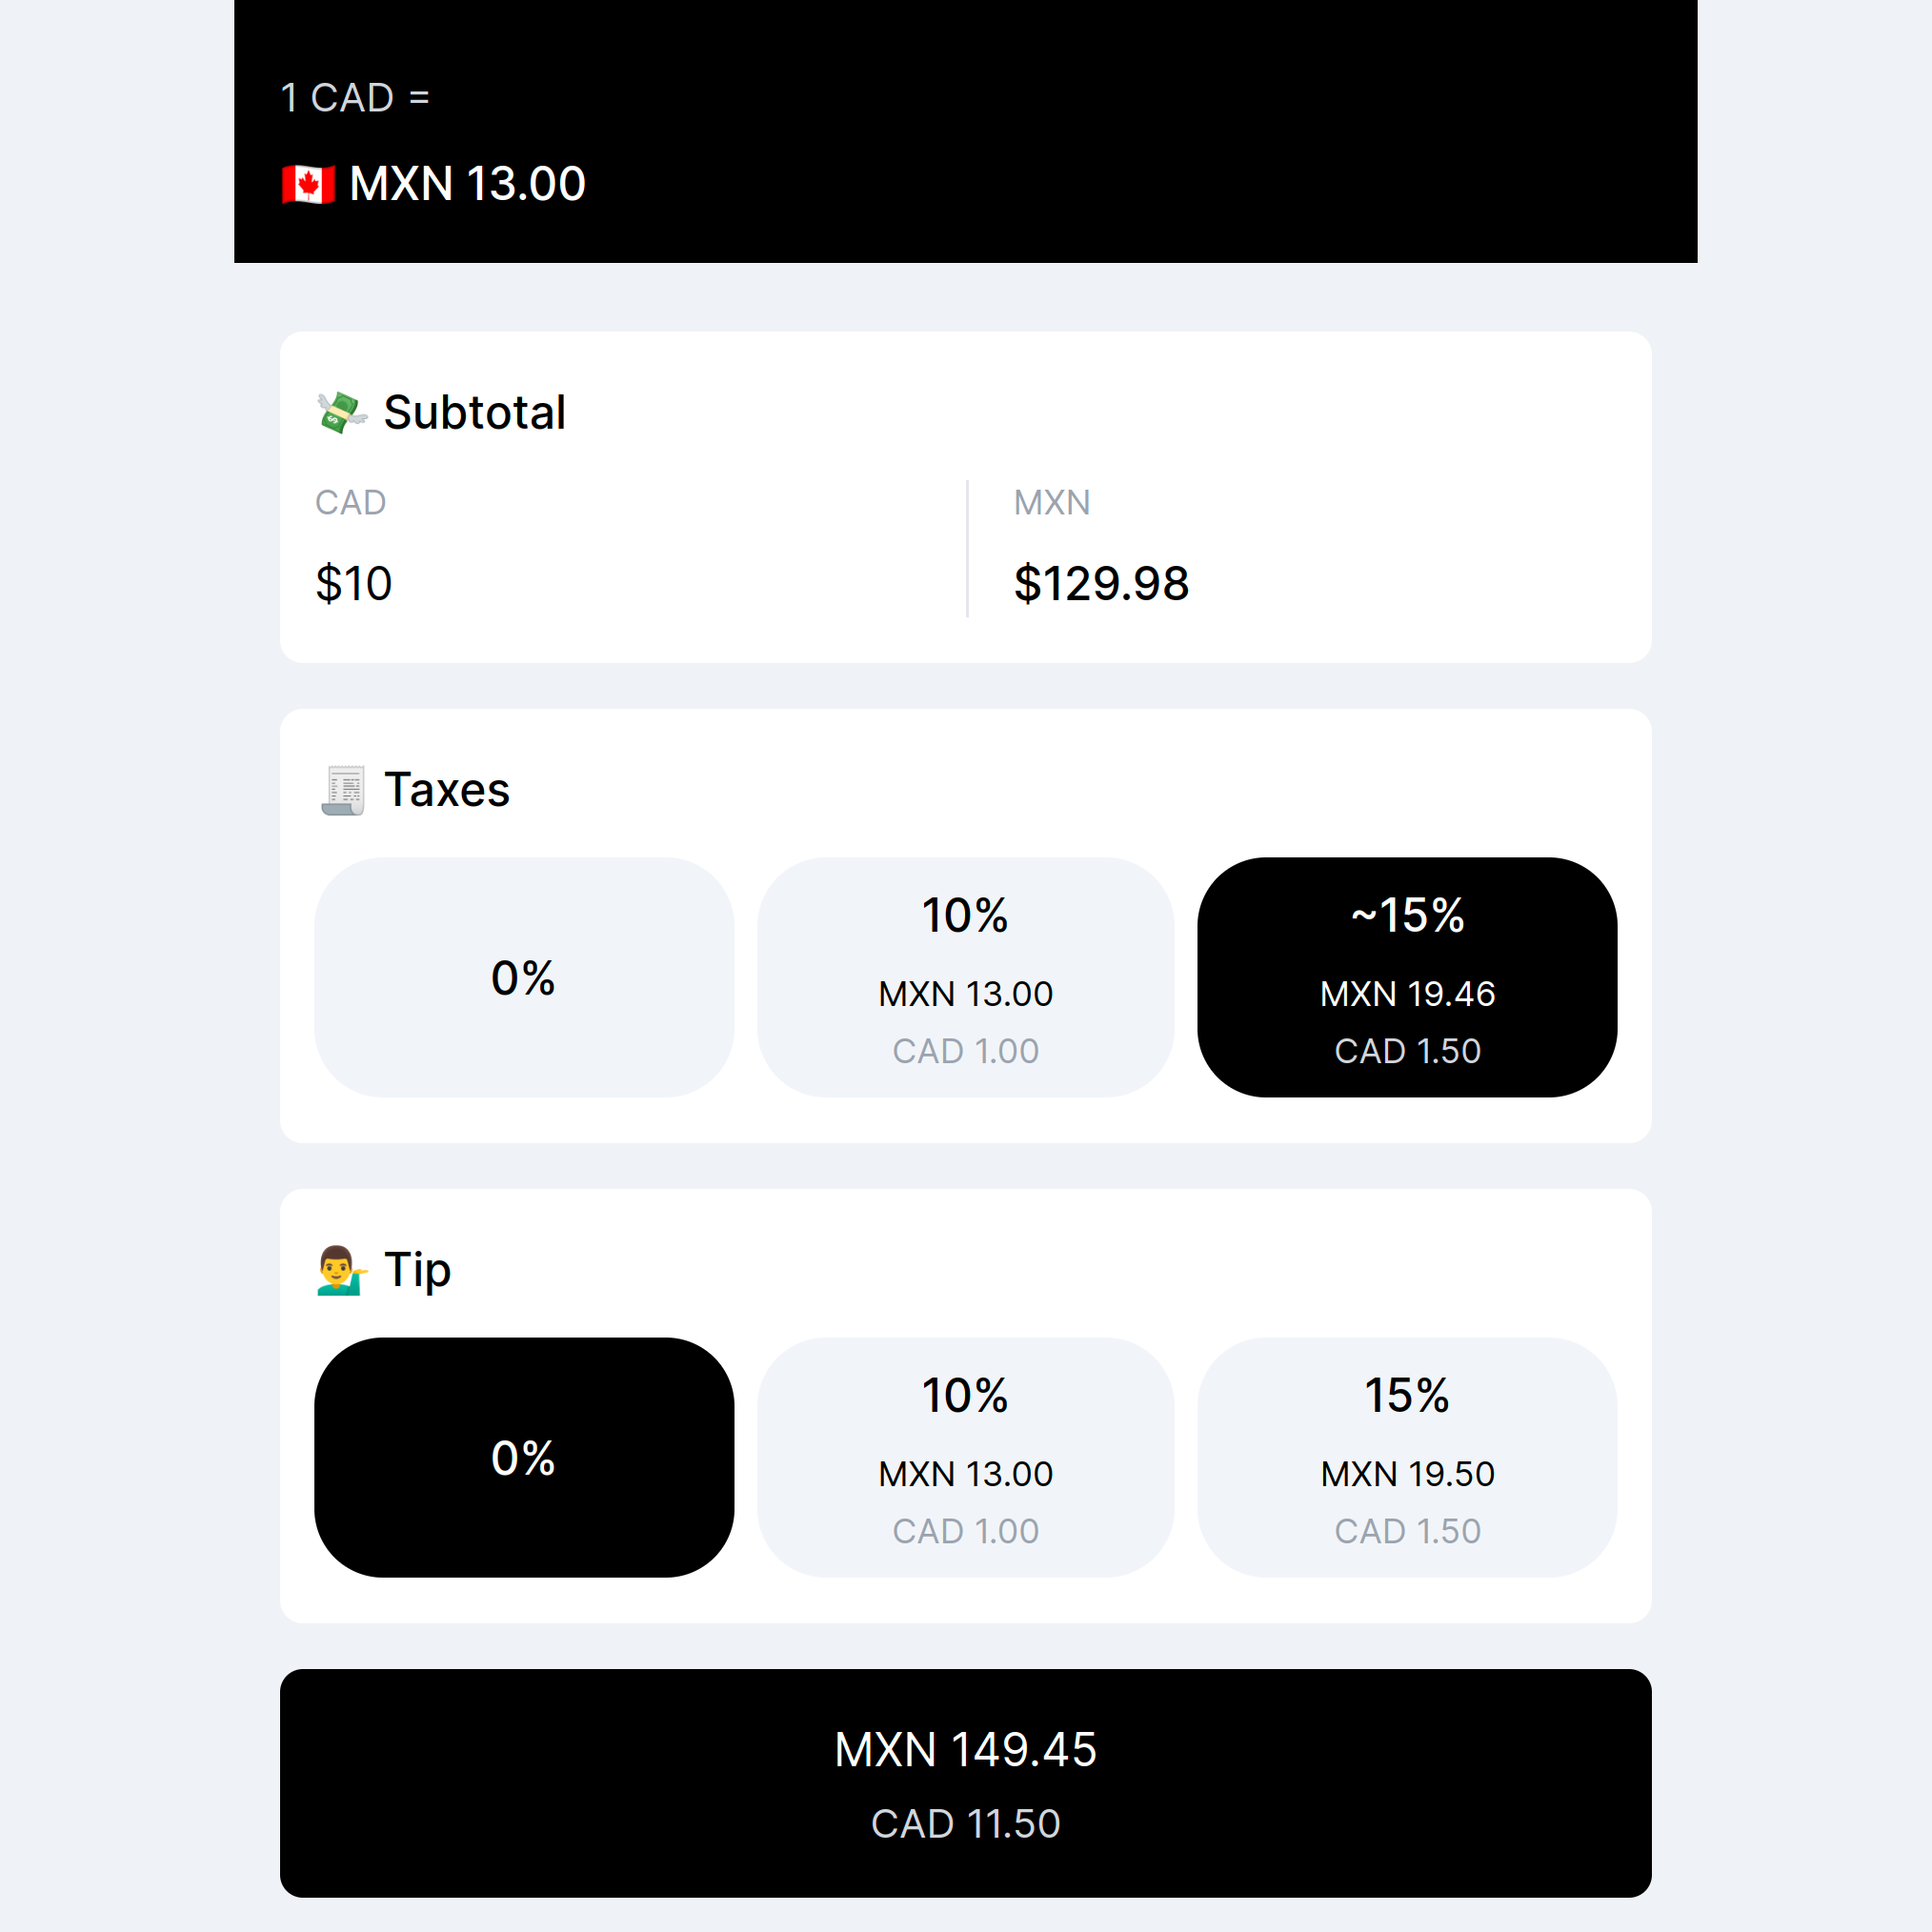 1 CAD =
🇨🇦 MXN 13.00
💸 Subtotal
CAD
MXN
$10
$129.98
🧾 Taxes
0%
10%
MXN 13.00
CAD 1.00
~15%
MXN 19.46
CAD 1.50
💁‍♂️ Tip
0%
10%
MXN 13.00
CAD 1.00
15%
MXN 19.50
CAD 1.50
MXN 149.45
CAD 11.50